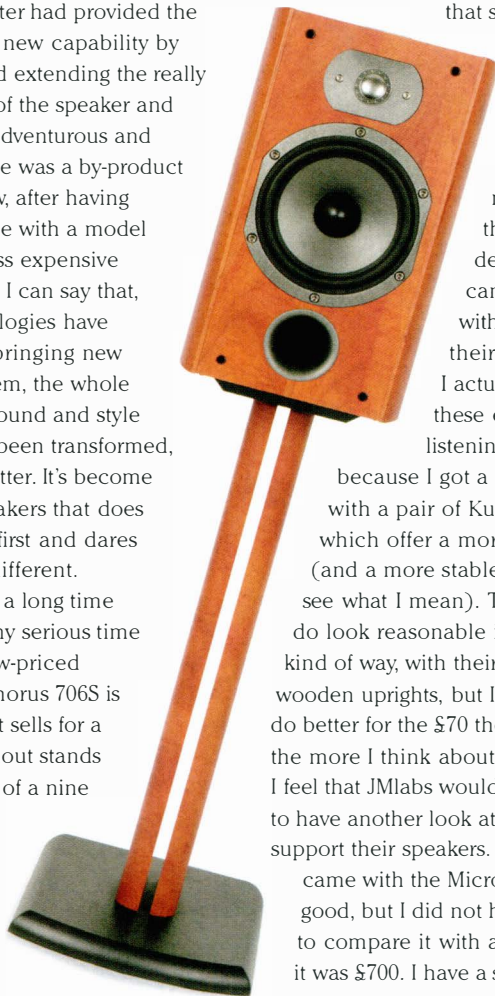 ter had provided the
new capability by
d extending the really
of the speaker and
dventurous and
e was a by-product
w, after having
e with a model
ss expensive
I can say that,
logies have
bringing new
em, the whole
ound and style
been transformed,
tter. It's become
akers that does
first and dares
ifferent.
a long time
ny serious time
w-priced
horus 706S is
t sells for a
out stands
of a nine
that s
th
de
can
with
their
I actu
these
listenin
because I got a
with a pair of Ku
which offer a mor
(and a more stable
see what I mean). T
do look reasonable i
kind of way, with their
wooden uprights, but I
do better for the £70 the
the more I think about
I feel that JMlabs would
to have another look at
support their speakers.
came with the Micro
good, but I did not h
to compare it with a
it was £700. I have a s